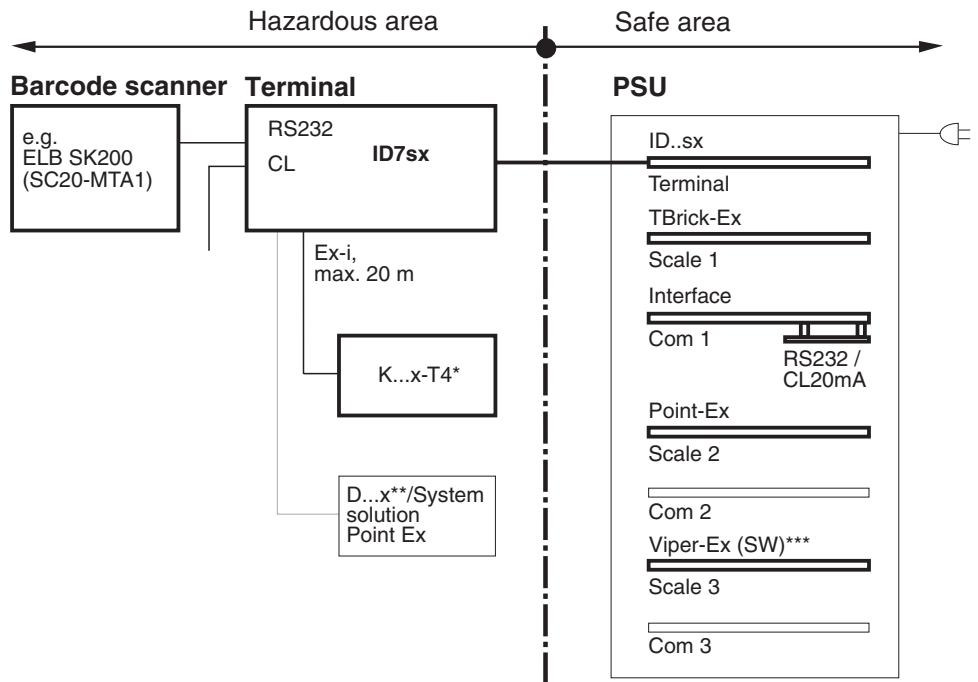 Hazardous area
Safe area
Barcode scanner
Terminal
PSU
e.g.
ELB SK200
(SC20-MTA1)
RS232
CL
ID7sx
Ex-i,
max. 20 m
K...x-T4*
D...x**/System
solution
Point Ex
ID..sx
Terminal
TBrick-Ex
Scale 1
Interface
Com 1
RS232 /
CL20mA
Point-Ex
Scale 2
Com 2
Viper-Ex (SW)***
Scale 3
Com 3